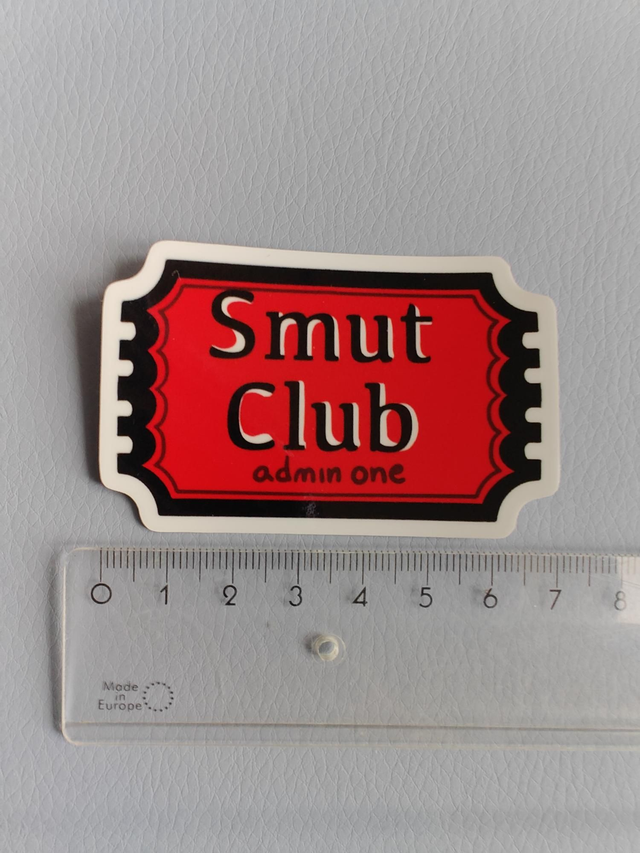 Smut
Club
admin one
0 1 2 3 4 5 6 7 8
Made
in
Europe